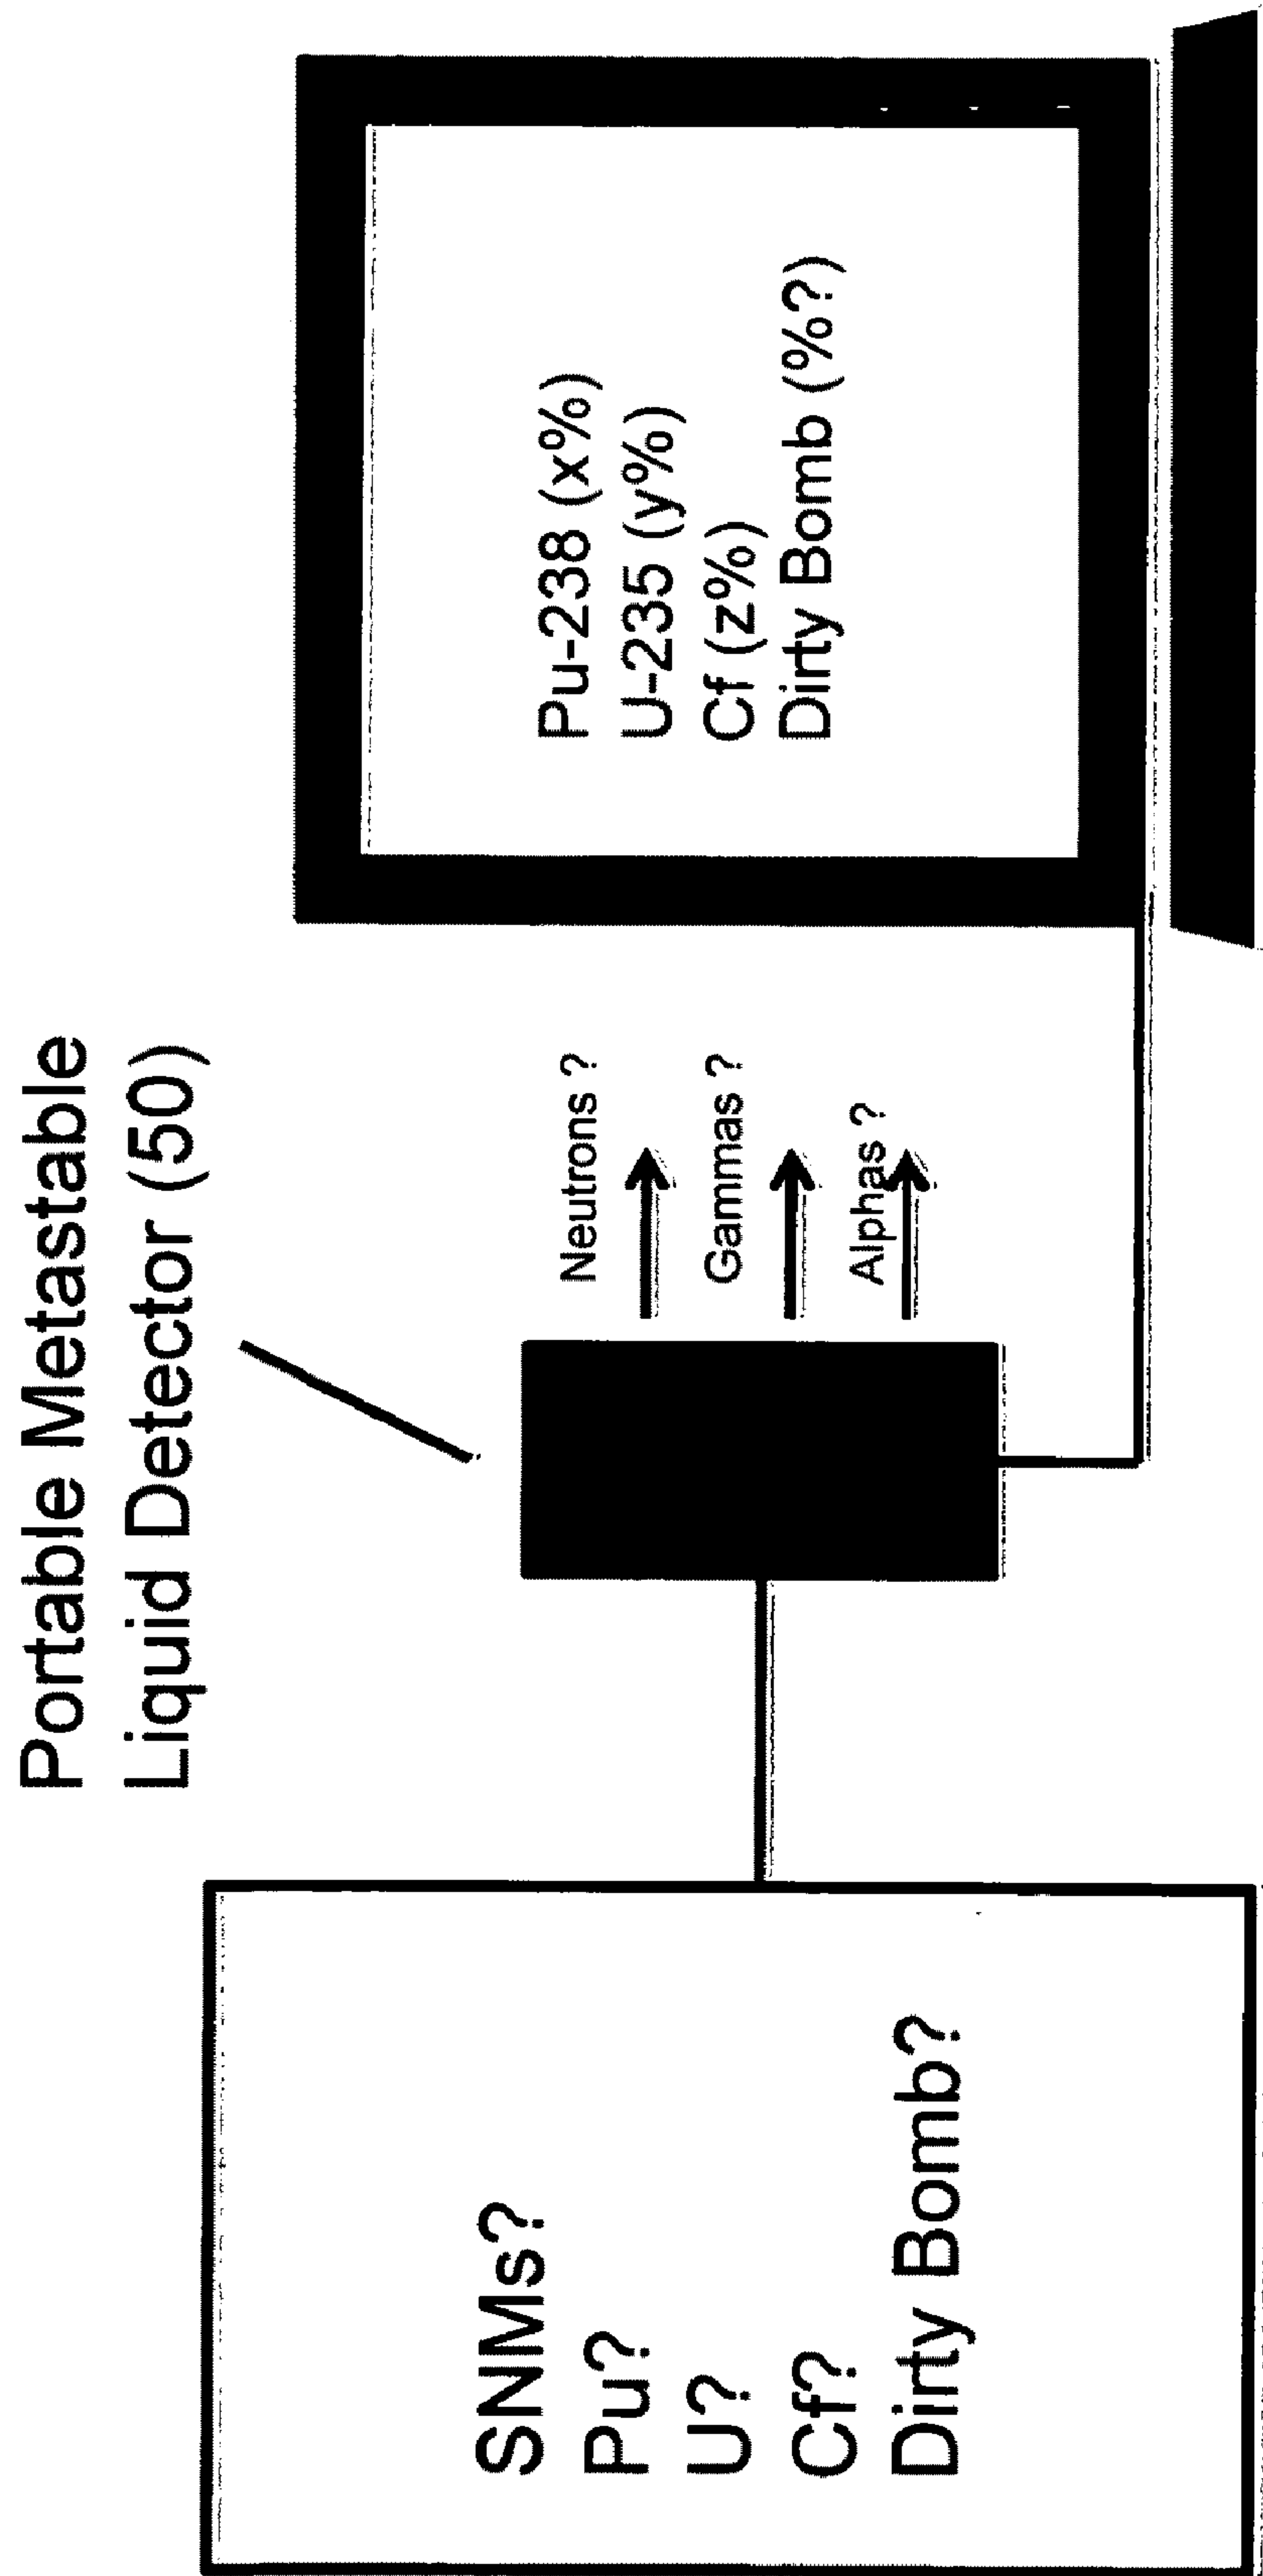 Portable Metastable
Liquid Detector (50)
SNMs?
Pu?
U?
Cf?
Dirty Bomb?
Neutrons ?
Gammas ?
Alphas ?
Pu-238 (x%)
U-235 (y%)
Cf (z%)
Dirty Bomb (%?)